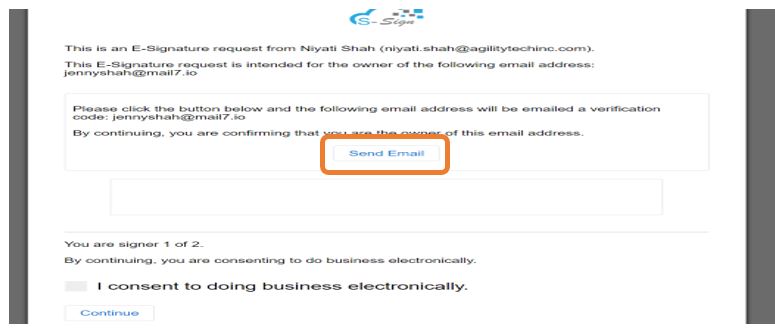 S-Sign
This is an E-Signature request from Niyati Shah (niyati.shah@agilitytechinc.com).
This E-Signature request is intended for the owner of the following email address:
jennyshah@mail7.io
Please click the button below and the following email address will be emailed a verification
code: jennyshah@mail7.io
By continuing, you are confirming that you are the owner of this email address.
Send Email
You are signer 1 of 2.
By continuing, you are consenting to do business electronically.
I consent to doing business electronically.
Continue